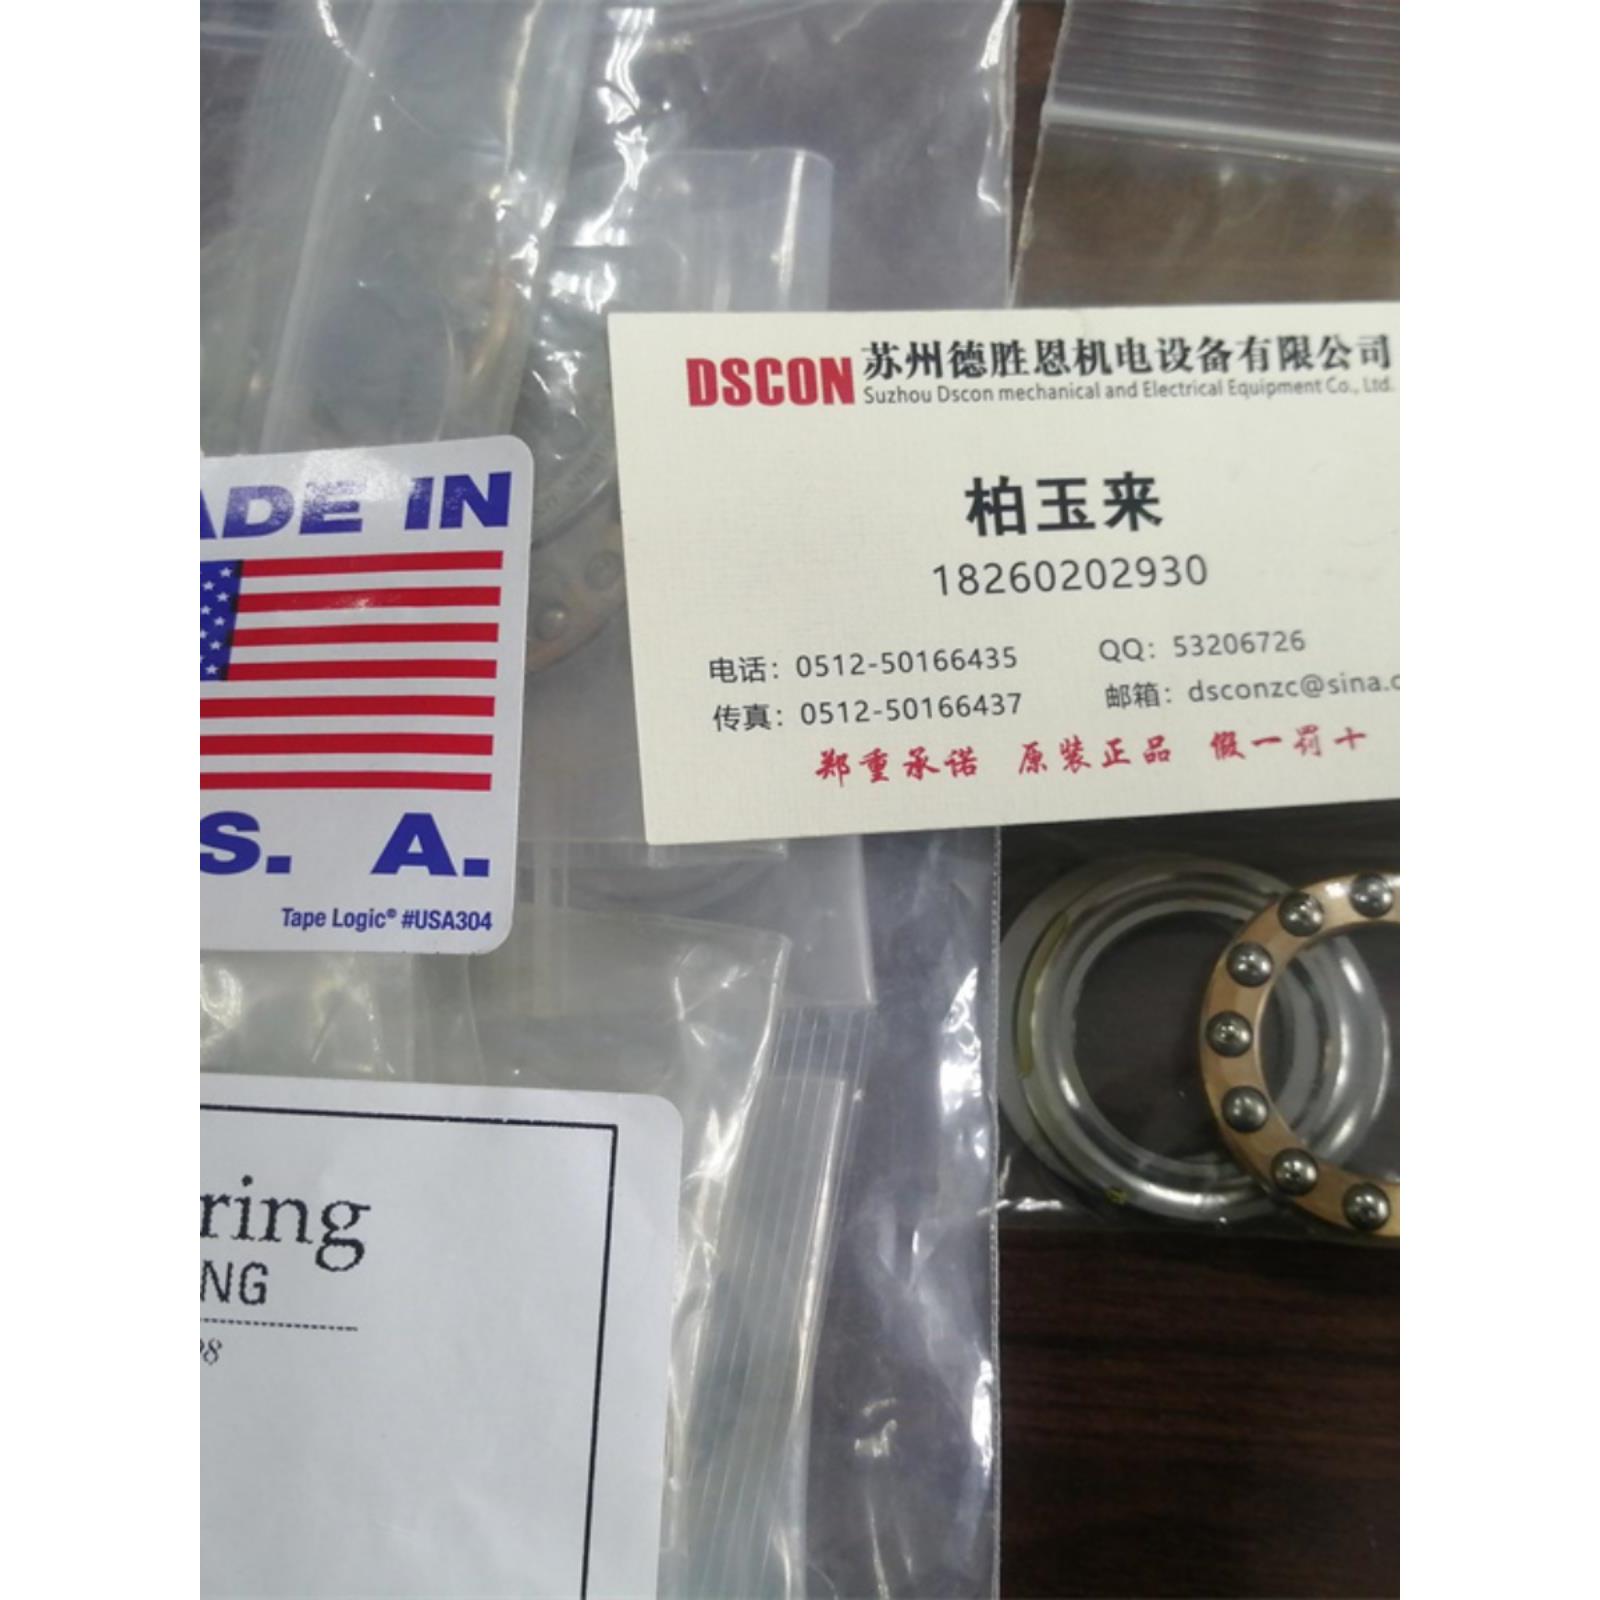 DSCON 苏州德胜恩机电设备有限公司
Suzhou Dscon mechanical and Electrical Equipment Co., Ltd.
柏玉来
18260202930
电话：0512-50166435
QQ：53206726
传真：0512-50166437
邮箱：dsconzc@sina.c
郑重承诺 原装正品 假一罚十
ADE IN
S. A.
Tape Logic® #USA304
ring
NG
98